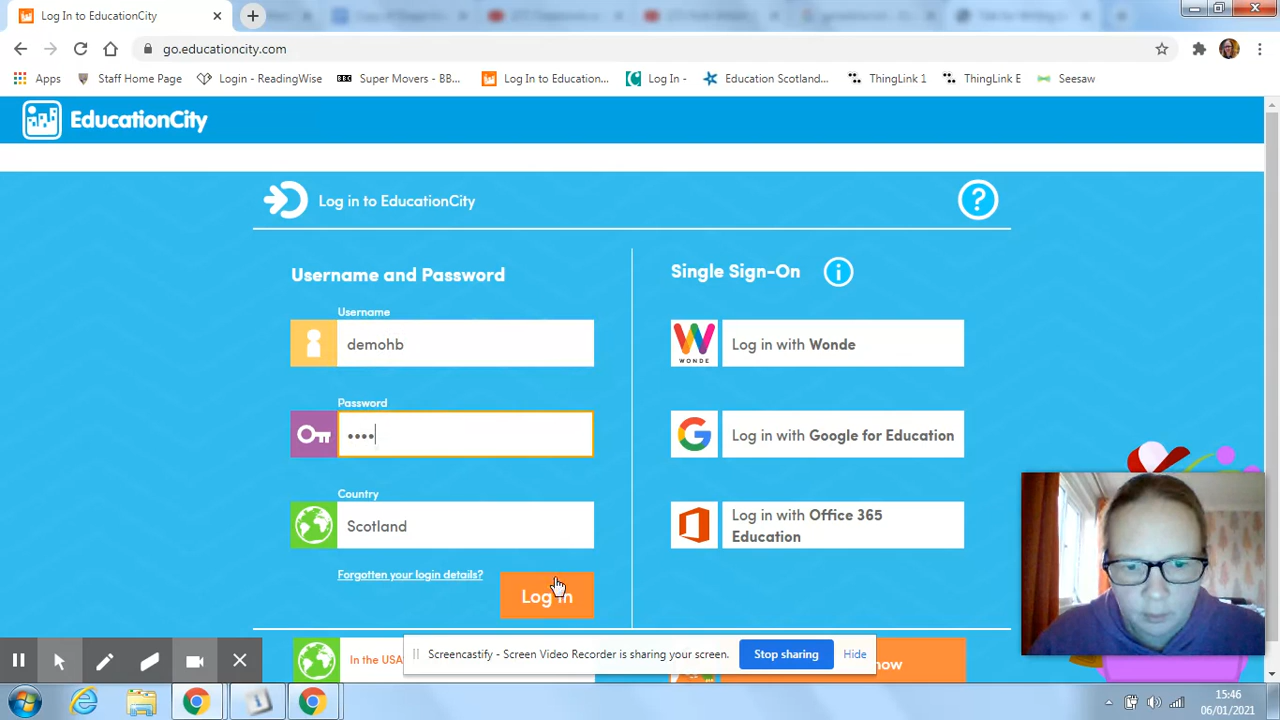 Log In to EducationCity
go.educationcity.com
Apps
Staff Home Page
Login - ReadingWise
BBC
Super Movers - BB...
Log In to Education...
Log In -
Education Scotland...
ThingLink 1
ThingLink E
Seesaw
EducationCity
Log in to EducationCity
?
Username and Password
Single Sign-On
i
Username
demohb
WONDE
Log in with Wonde
Password
••••
Log in with Google for Education
Country
Scotland
Log in with Office 365
Education
Forgotten your login details?
Log in
In the USA
now
Screencastify - Screen Video Recorder is sharing your screen.
Stop sharing
Hide
15:46
06/01/2021